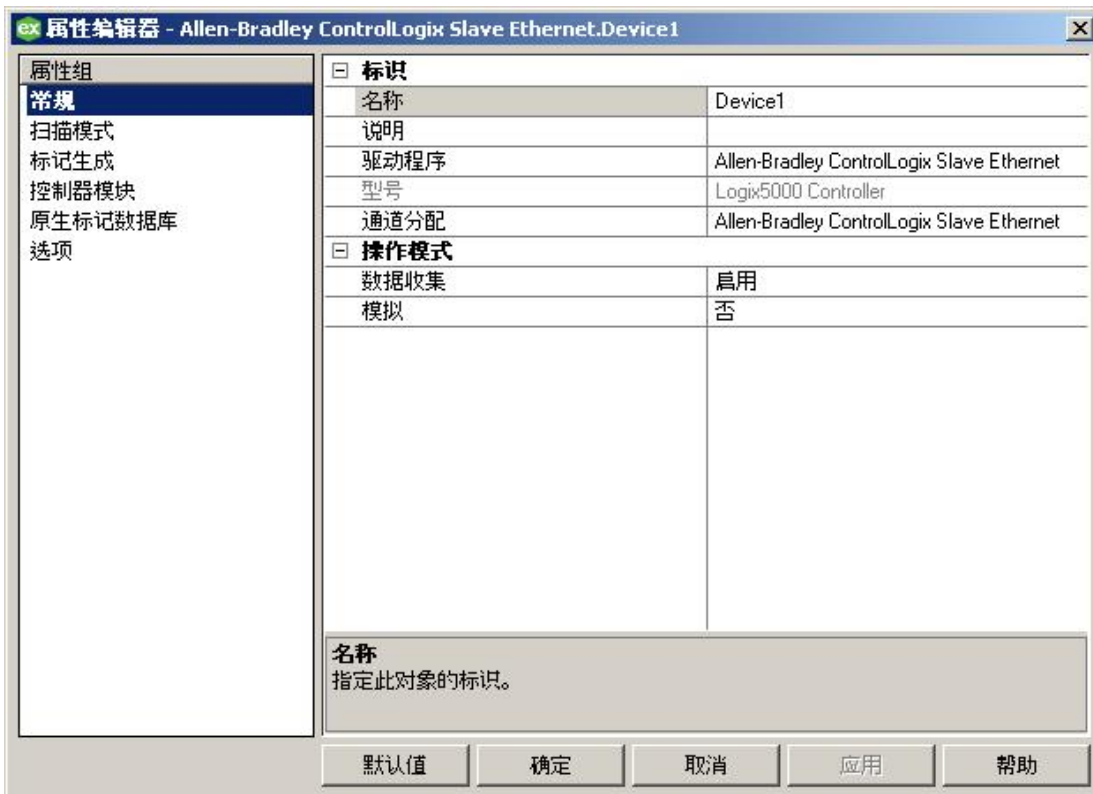 ex 属性编辑器 - Allen-Bradley ControlLogix Slave Ethernet.Device1
属性组
常规
扫描模式
标记生成
控制器模块
原生标记数据库
选项
标识
名称 Device1
说明
驱动程序 Allen-Bradley ControlLogix Slave Ethernet
型号 Logix5000 Controller
通道分配 Allen-Bradley ControlLogix Slave Ethernet
操作模式
数据收集 启用
模拟 否
名称
指定此对象的标识。
默认值 确定 取消 应用 帮助